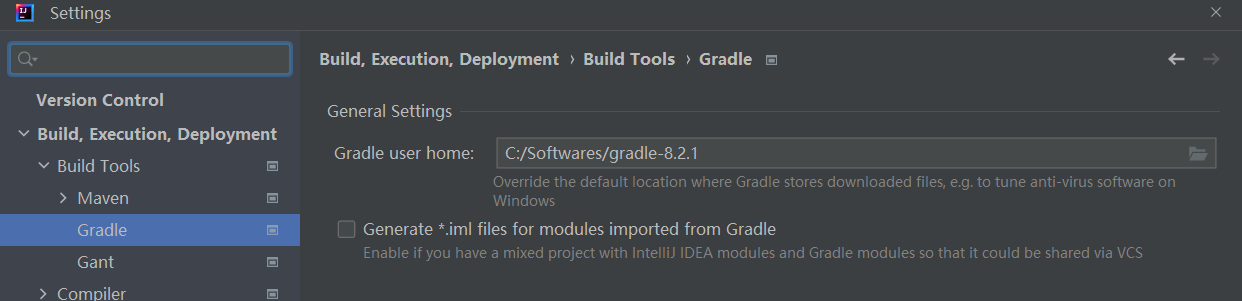 Settings
Version Control
Build, Execution, Deployment
Build Tools
Maven
Gradle
Gant
Compiler
Build, Execution, Deployment › Build Tools › Gradle
General Settings
Gradle user home: C:/Softwares/gradle-8.2.1
Override the default location where Gradle stores downloaded files, e.g. to tune anti-virus software on
Windows
Generate *.iml files for modules imported from Gradle
Enable if you have a mixed project with IntelliJ IDEA modules and Gradle modules so that it could be shared via VCS